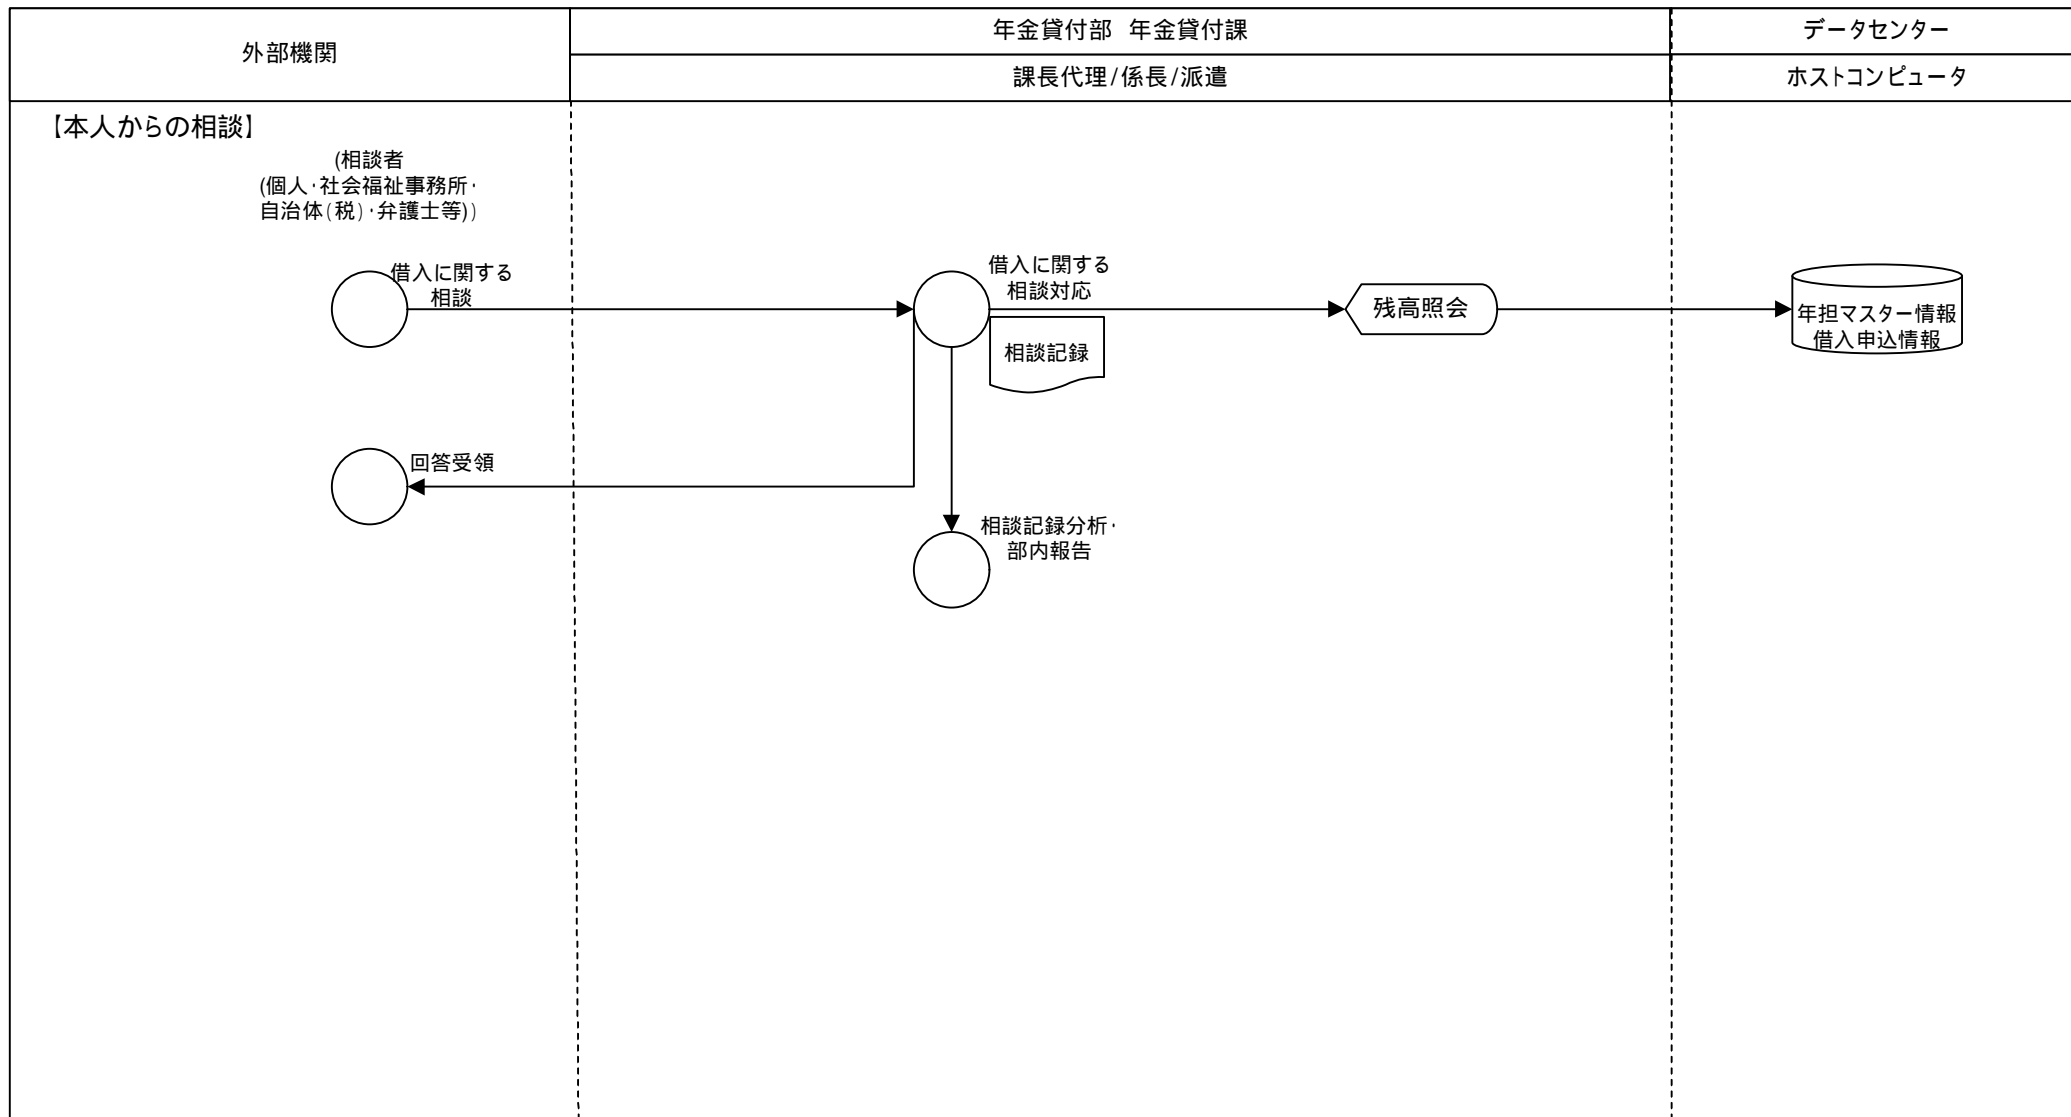 外部機関
年金貸付部 年金貸付課
データセンター
課長代理/係長/派遣
ホストコンピュータ
【本人からの相談】
(相談者
(個人・社会福祉事務所・
自治体(税)・弁護士等))
借入に関する
相談
借入に関する
相談対応
相談記録
残高照会
年担マスター情報
借入申込情報
回答受領
相談記録分析・
部内報告